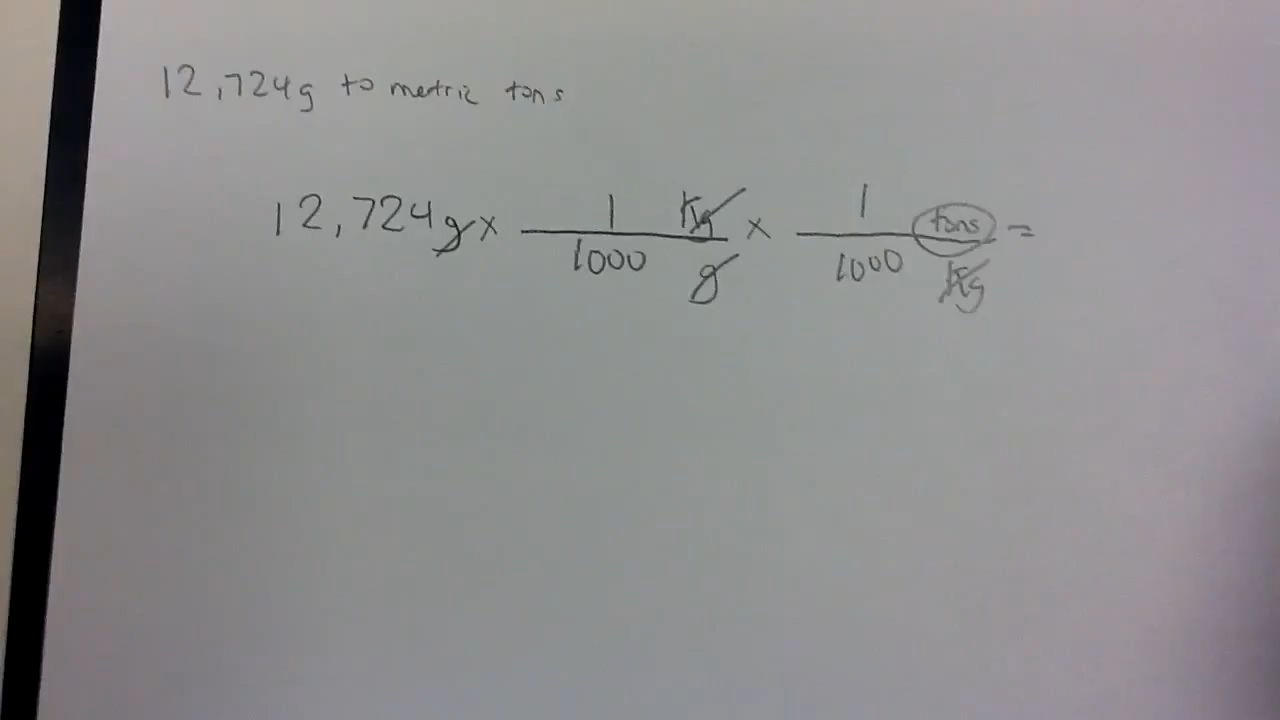 12,724g to metric tons
12,724g x 1 kg / 1000 g x 1 tons / 1000 kg =